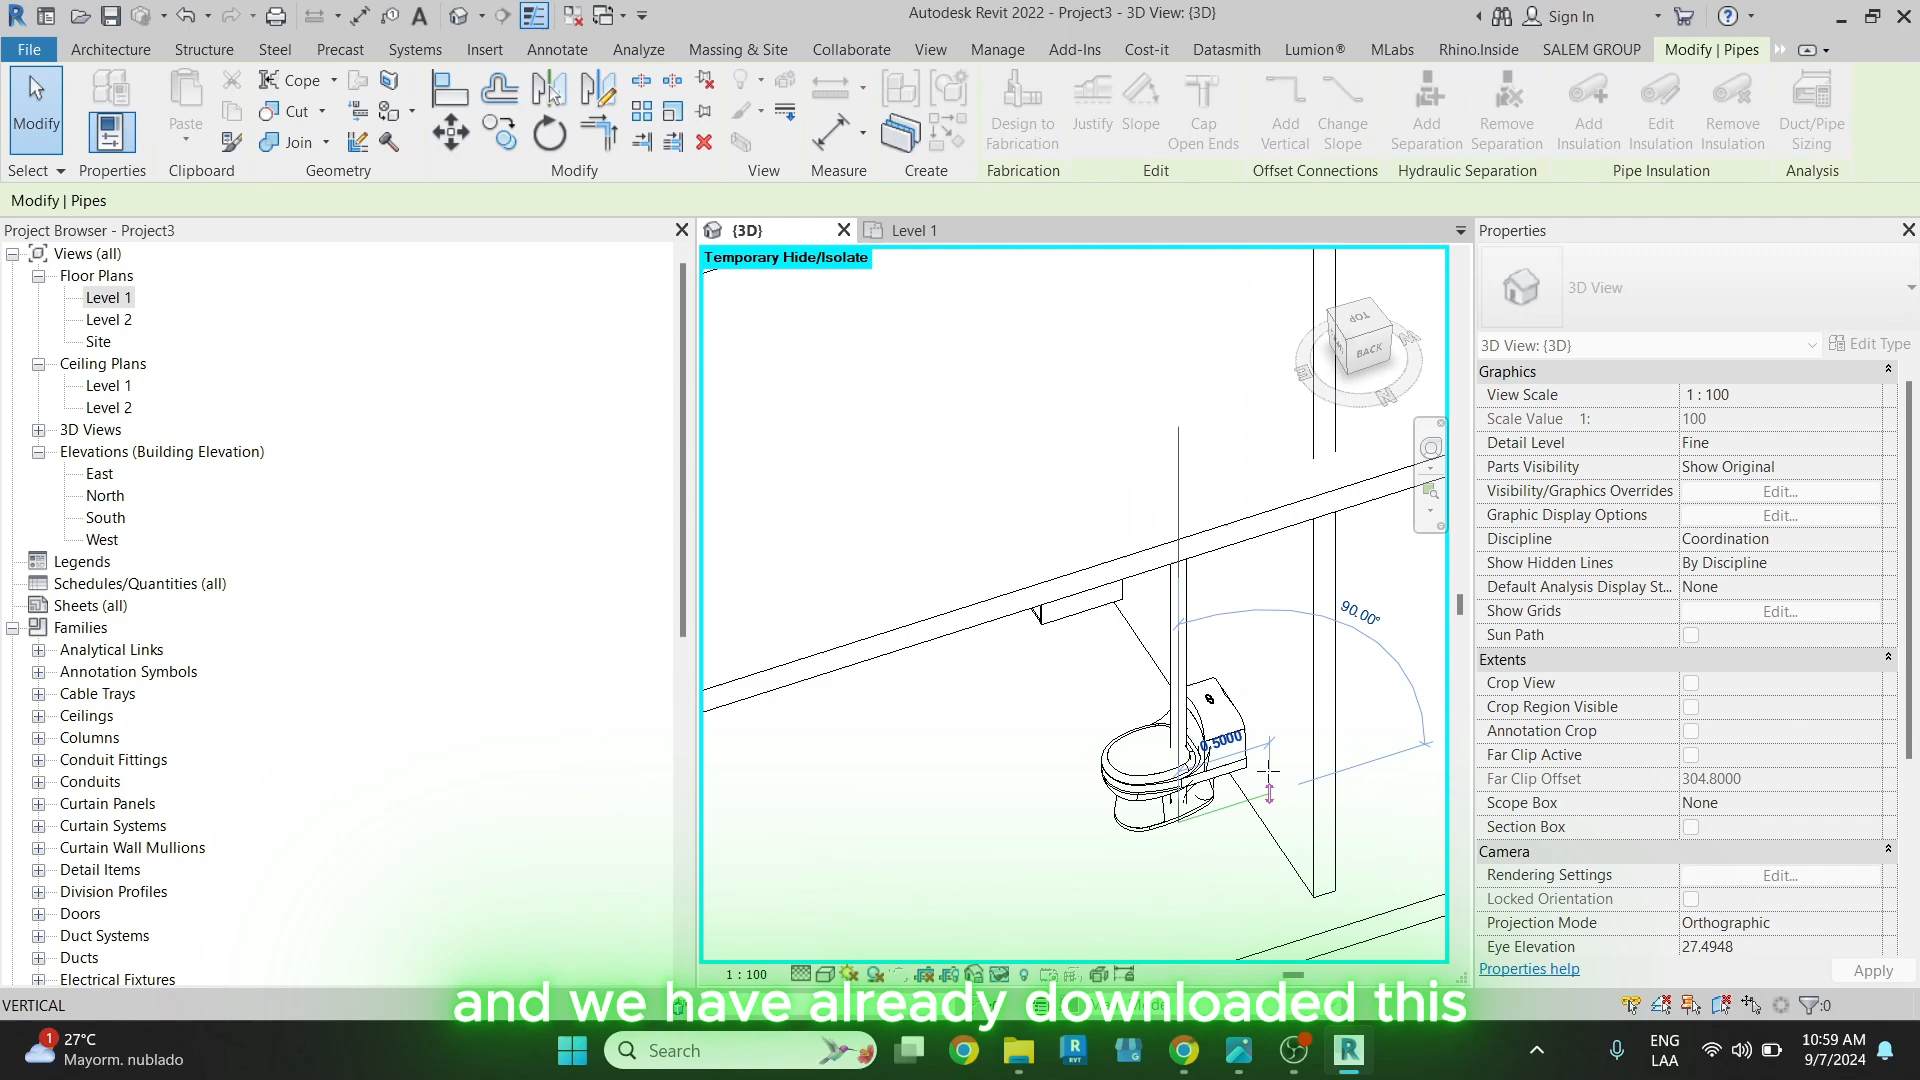 Autodesk Revit 2022 - Project3 - 3D View: {3D}
Sign In
File Architecture Structure Steel Precast Systems Insert Annotate Analyze Massing & Site Collaborate View Manage Add-Ins Cost-it Datasmith Lumion® MLabs Rhino.Inside SALEM GROUP Modify | Pipes
Modify
Paste
Cope
Cut
Join
Design to Fabrication
Justify
Slope
Cap Open Ends
Add Vertical
Change Slope
Add Separation
Remove Separation
Add Insulation
Edit Insulation
Remove Insulation
Duct/Pipe Sizing
Select Properties Clipboard Geometry Modify View Measure Create Fabrication Edit Offset Connections Hydraulic Separation Pipe Insulation Analysis
Modify | Pipes
Project Browser - Project3
Views (all)
Floor Plans
Level 1
Level 2
Site
Ceiling Plans
Level 1
Level 2
3D Views
Elevations (Building Elevation)
East
North
South
West
Legends
Schedules/Quantities (all)
Sheets (all)
Families
Analytical Links
Annotation Symbols
Cable Trays
Ceilings
Columns
Conduit Fittings
Conduits
Curtain Panels
Curtain Systems
Curtain Wall Mullions
Detail Items
Division Profiles
Doors
Duct Systems
Ducts
Electrical Fixtures
{3D}
Level 1
Temporary Hide/Isolate
TOP
BACK
N
90.00°
0.5000
1 : 100
Properties
3D View
3D View: {3D}
Edit Type
Graphics
View Scale 1 : 100
Scale Value 1: 100
Detail Level Fine
Parts Visibility Show Original
Visibility/Graphics Overrides Edit...
Graphic Display Options Edit...
Discipline Coordination
Show Hidden Lines By Discipline
Default Analysis Display St... None
Show Grids Edit...
Sun Path
Extents
Crop View
Crop Region Visible
Annotation Crop
Far Clip Active
Far Clip Offset 304.8000
Scope Box None
Section Box
Camera
Rendering Settings Edit...
Locked Orientation
Projection Mode Orthographic
Eye Elevation 27.4948
Properties help
Apply
VERTICAL
:0
and we have already downloaded this
1
27°C
Mayorm. nublado
Search
ENG
LAA
10:59 AM
9/7/2024